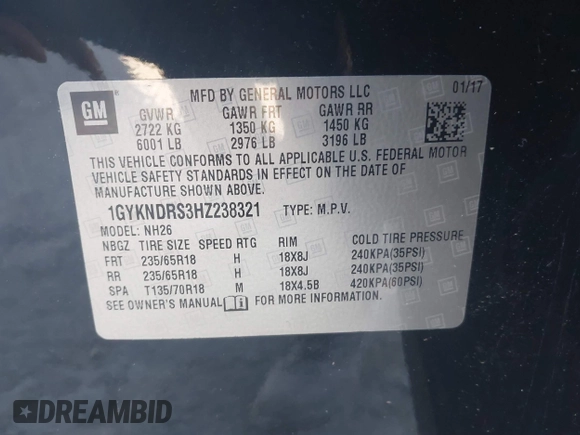 GM
MFD BY GENERAL MOTORS LLC 01/17
GVWR GAWR FRT GAWR RR
2722 KG 1350 KG 1450 KG
6001 LB 2976 LB 3196 LB
THIS VEHICLE CONFORMS TO ALL APPLICABLE U.S. FEDERAL MOTOR
VEHICLE SAFETY STANDARDS IN EFFECT ON THE DATE OF
MANUFACTURE SHOWN ABOVE.
1GYKNDRS3HZ238321 TYPE: M.P.V.
MODEL: NH26
NBGZ TIRE SIZE SPEED RTG RIM COLD TIRE PRESSURE
FRT 235/65R18 H 18X8J 240KPA(35PSI)
RR 235/65R18 H 18X8J 240KPA(35PSI)
SPA T135/70R18 M 18X4.5B 420KPA(60PSI)
SEE OWNER'S MANUAL FOR MORE INFORMATION.
DREAMBID